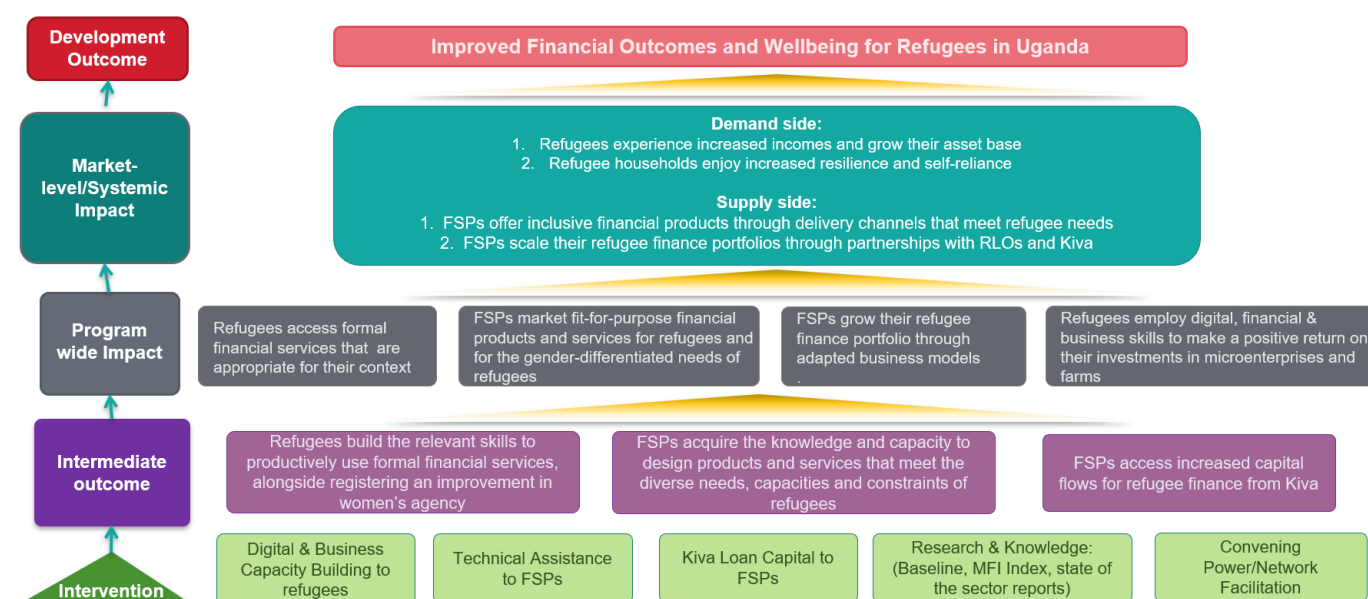 Development
Outcome
Improved Financial Outcomes and Wellbeing for Refugees in Uganda
Market-
level/Systemic
Impact
Demand side:
1. Refugees experience increased incomes and grow their asset base
2. Refugee households enjoy increased resilience and self-reliance
Supply side:
1. FSPs offer inclusive financial products through delivery channels that meet refugee needs
2. FSPs scale their refugee finance portfolios through partnerships with RLOs and Kiva
Program
wide Impact
Refugees access formal
financial services that are
appropriate for their context
FSPs market fit-for-purpose financial
products and services for refugees and
for the gender-differentiated needs of
refugees
FSPs grow their refugee
finance portfolio through
adapted business models
.
Refugees employ digital, financial &
business skills to make a positive return on
their investments in microenterprises and
farms
Intermediate
outcome
Refugees build the relevant skills to
productively use formal financial services,
alongside registering an improvement in
women's agency
FSPs acquire the knowledge and capacity to
design products and services that meet the
diverse needs, capacities and constraints of
refugees
FSPs access increased capital
flows for refugee finance from Kiva
Intervention
Digital & Business
Capacity Building to
refugees
Technical Assistance
to FSPs
Kiva Loan Capital to
FSPs
Research & Knowledge:
(Baseline, MFI Index, state of
the sector reports)
Convening
Power/Network
Facilitation